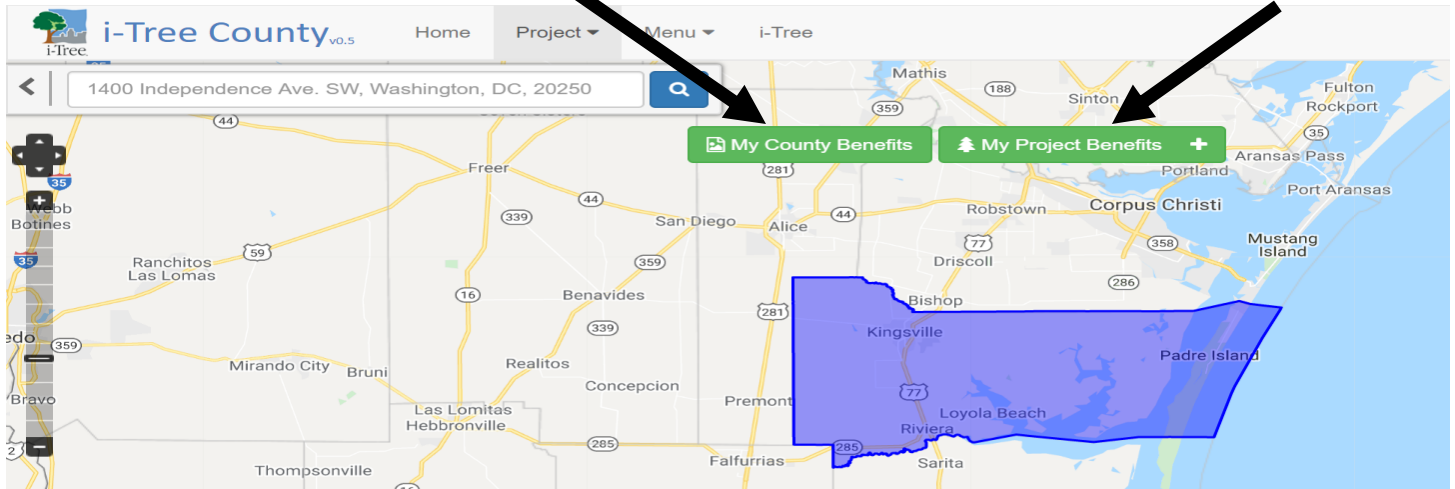 i-Tree
i-Tree County v0.5
Home
Project
Menu
i-Tree
1400 Independence Ave. SW, Washington, DC, 20250
My County Benefits
My Project Benefits +
Mathis
188
Sinton
Fulton
Rockport
359
35
44
Aransas Pass
Portland
Port Aransas
Freer
281
35
Webb
Botines
44
339
San Diego
Alice
44
Robstown
Corpus Christi
77
358
Mustang
Island
59
35
Ranchitos
Las Lomas
359
Driscoll
286
16
Benavides
Bishop
281
339
Kingsville
edo
359
Mirando City
Bruni
Realitos
Concepcion
Padre Island
Bravo
Premont
77
Las Lomitas
Hebbronville
Loyola Beach
Riviera
285
285
2
Falfurrias
Sarita
Thompsonville